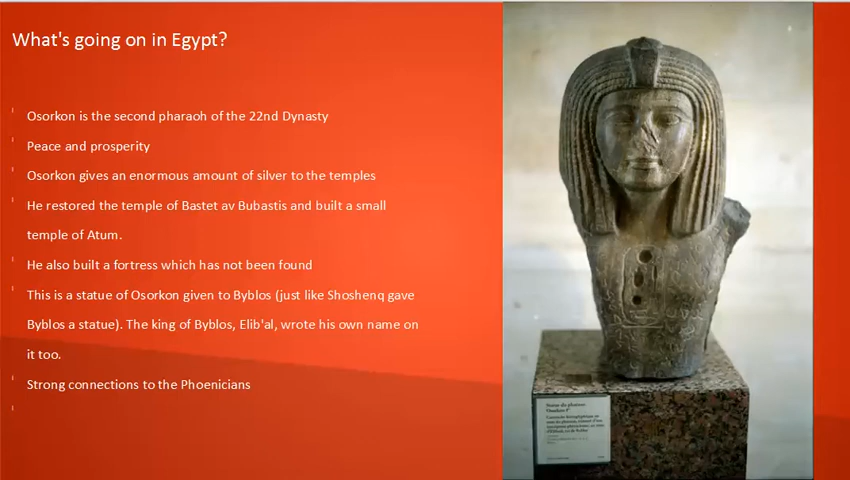 What's going on in Egypt?
Osorkon is the second pharaoh of the 22nd Dynasty
Peace and prosperity
Osorkon gives an enormous amount of silver to the temples
He restored the temple of Bastet av Bubastis and built a small
temple of Atum.
He also built a fortress which has not been found
This is a statue of Osorkon given to Byblos (just like Shoshenq gave
Byblos a statue). The king of Byblos, Elib'al, wrote his own name on
it too.
Strong connections to the Phoenicians
Statue du pharaon